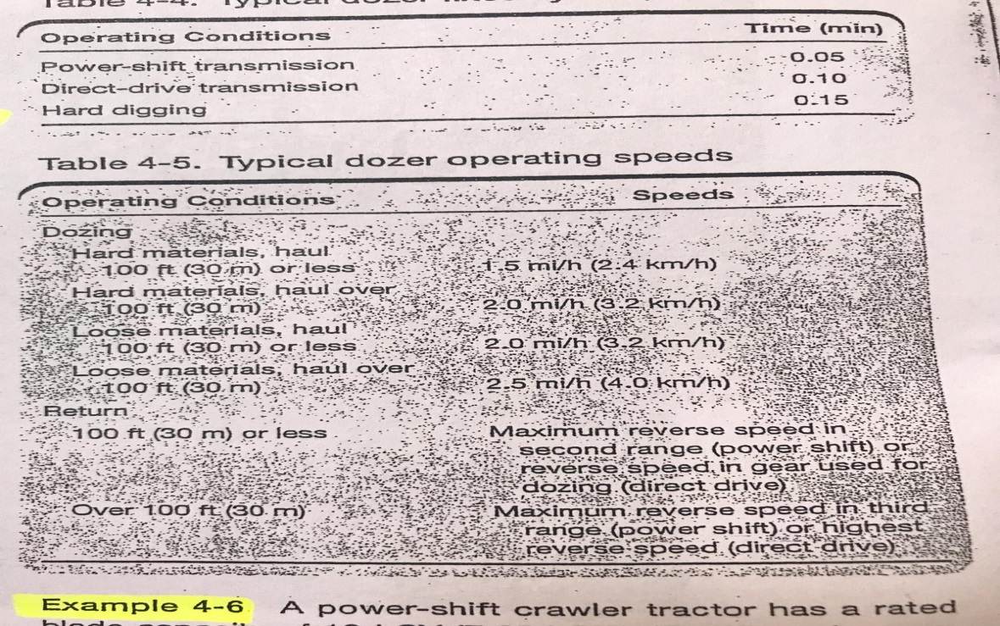 Table 4-4. Typical dozer
Operating Conditions Time (min)
Power-shift transmission 0.05
Direct-drive transmission 0.10
Hard digging 0.15
Table 4-5. Typical dozer operating speeds
Operating Conditions Speeds
Dozing
Hard materials, haul
100 ft (30 m) or less 1.5 mi/h (2.4 km/h)
Hard materials, haul over
100 ft (30 m) 2.0 mi/h (3.2 km/h)
Loose materials, haul
100 ft (30 m) or less 2.0 mi/h (3.2 km/h)
Loose materials, haul over
100 ft (30 m) 2.5 mi/h (4.0 km/h)
Return
100 ft (30 m) or less Maximum reverse speed in
second range (power shift) or
reverse speed in gear used for
dozing (direct drive)
Over 100 ft (30 m) Maximum reverse speed in third
range (power shift) or highest
reverse speed (direct drive)
Example 4-6 A power-shift crawler tractor has a rated